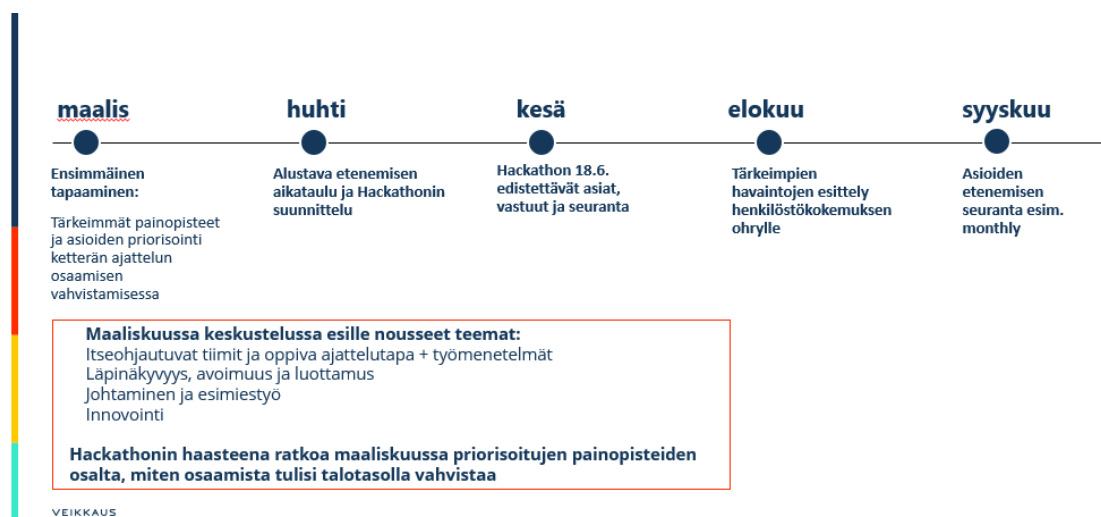 maalis
huhti
kesä
elokuu
syyskuu
Ensimmäinen
tapaaminen:
Tärkeimmät painopisteet
ja asioiden priorisointi
ketterän ajattelun
osaamisen
vahvistamisessa
Alustava etenemisen
aikataulu ja Hackathonin
suunnittelu
Hackathon 18.6.
edistettävät asiat,
vastuut ja seuranta
Tärkeimpien
havaintojen esittely
henkilöstökokemuksen
ohrylle
Asioiden
etenemisen
seuranta esim.
monthly
Maaliskuussa keskustelussa esille nousseet teemat:
Itseohjautuvat tiimit ja oppiva ajattelutapa + työmenetelmät
Läpinäkyvyys, avoimuus ja luottamus
Johtaminen ja esimiestyö
Innovointi
Hackathonin haasteena ratkoa maaliskuussa priorisoitujen painopisteiden
osalta, miten osaamista tulisi talotasolla vahvistaa
VEIKKAUS